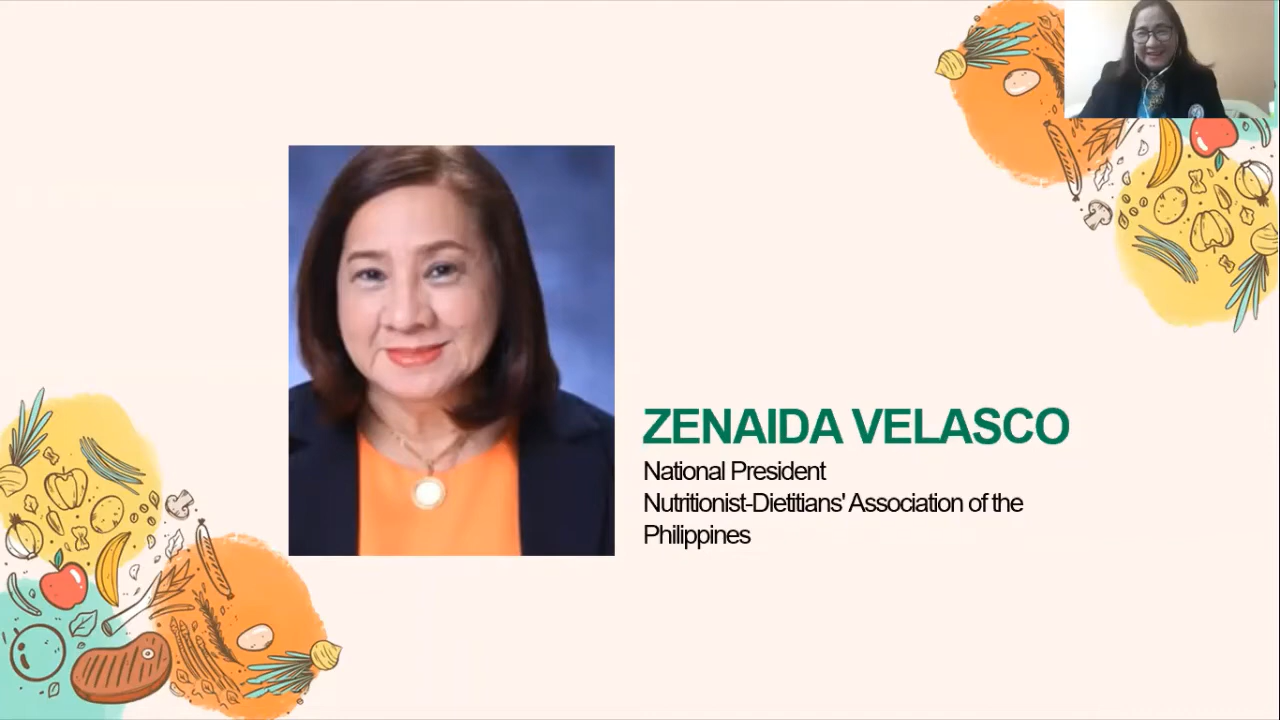 ZENAIDA VELASCO
National President
Nutritionist-Dietitians' Association of the
Philippines